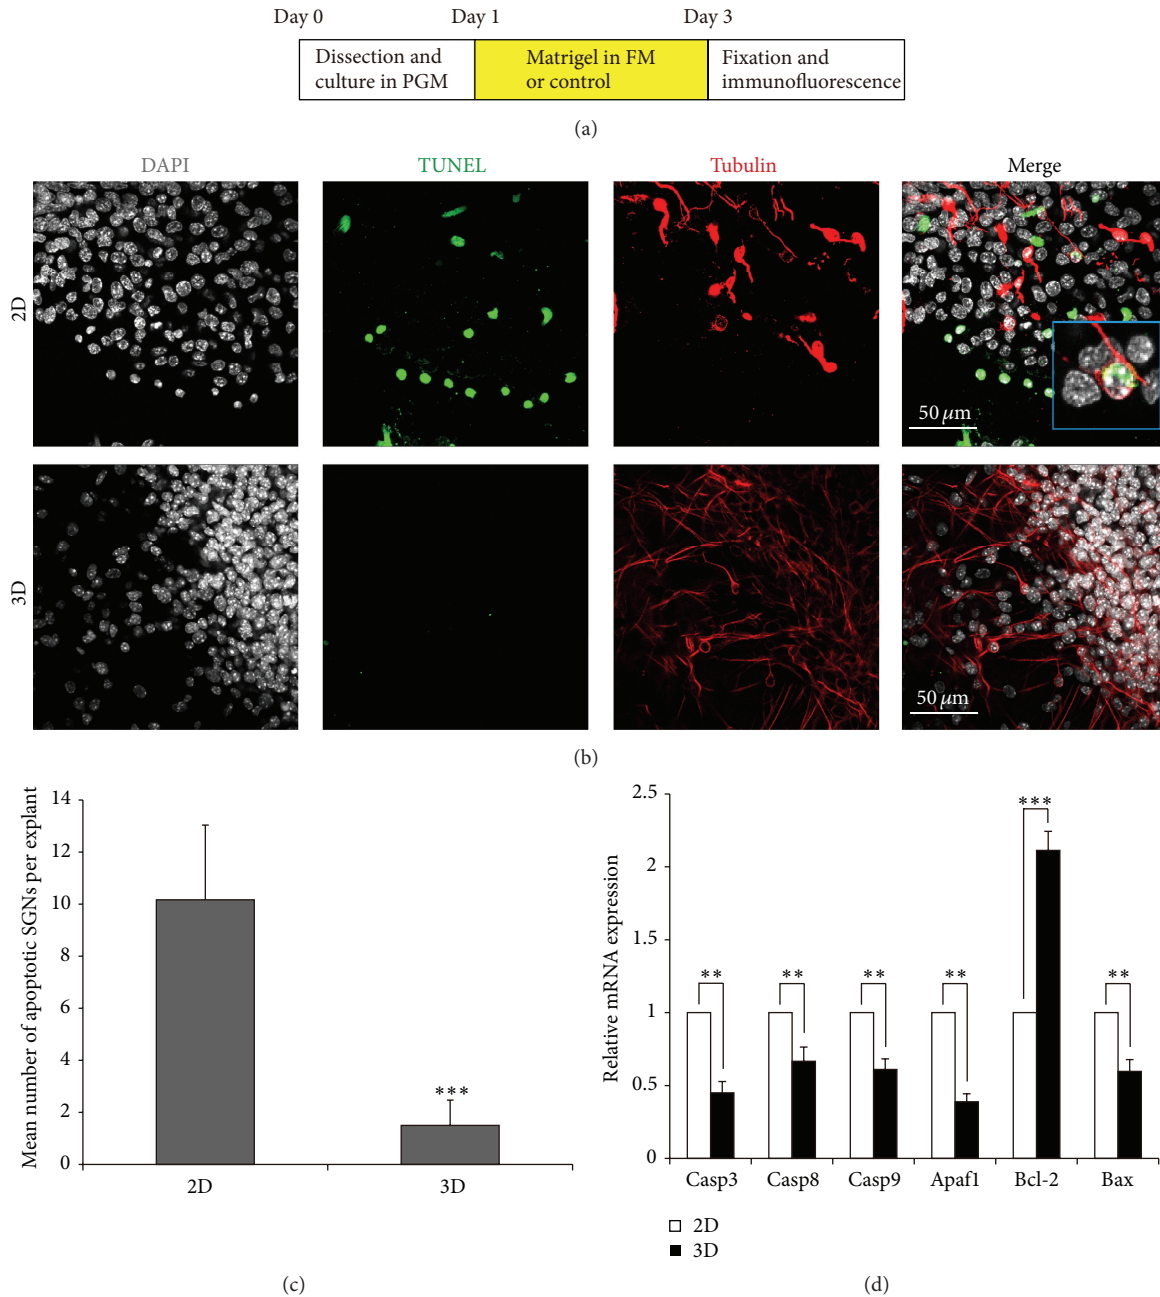 Day 0 Day 1 Day 3
Dissection and
culture in PGM
Matrigel in FM
or control
Fixation and
immunofluorescence
(a)
DAPI TUNEL Tubulin Merge
2D
50 μm
3D
50 μm
(b)
Mean number of apoptotic SGNs per explant
14
12
10
8
6
4
2
0
***
2D 3D
(c)
Relative mRNA expression
2.5
2
1.5
1
0.5
0
** ** ** ** *** **
Casp3 Casp8 Casp9 Apaf1 Bcl-2 Bax
2D
3D
(d)